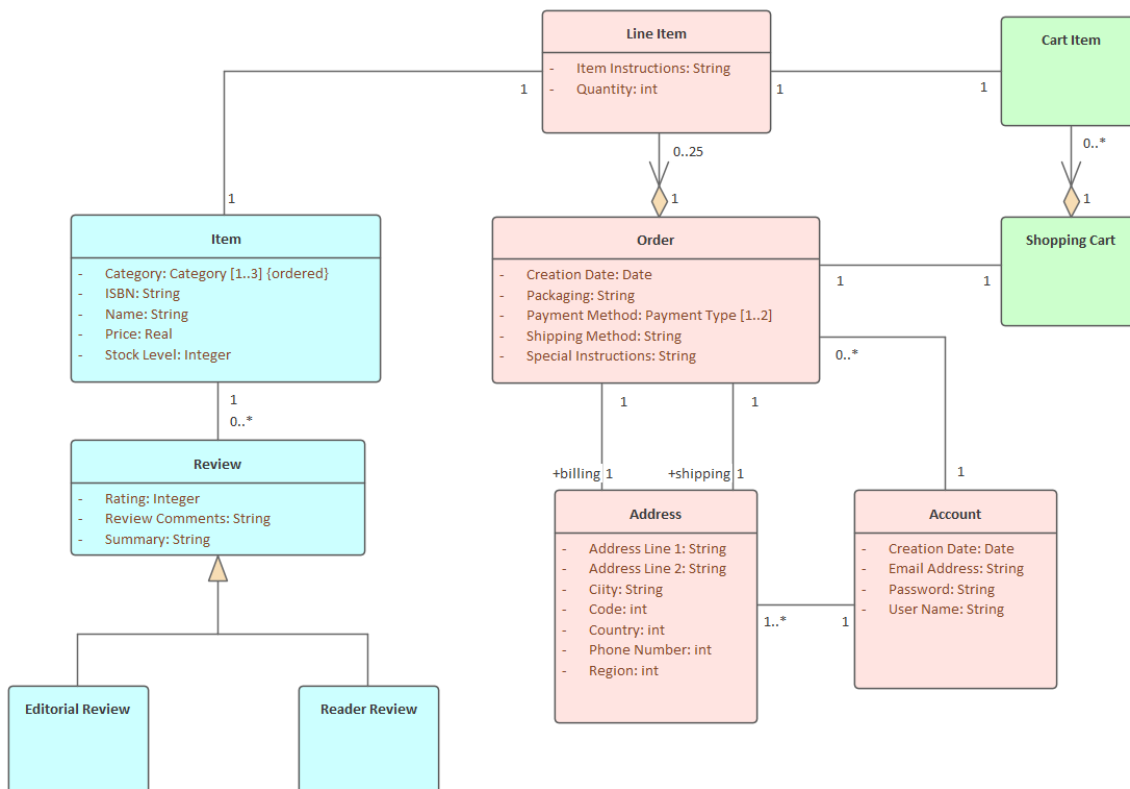 Line Item
- Item Instructions: String
- Quantity: int
Cart Item
1
1
1
1
0..25
0..*
1
1
1
Item
- Category: Category [1..3] {ordered}
- ISBN: String
- Name: String
- Price: Real
- Stock Level: Integer
Order
- Creation Date: Date
- Packaging: String
- Payment Method: Payment Type [1..2]
- Shipping Method: String
- Special Instructions: String
Shopping Cart
1
1
0..*
1
0..*
1
1
Review
- Rating: Integer
- Review Comments: String
- Summary: String
+billing 1
+shipping 1
1
Address
- Address Line 1: String
- Address Line 2: String
- Ciity: String
- Code: int
- Country: int
- Phone Number: int
- Region: int
1..*
1
Account
- Creation Date: Date
- Email Address: String
- Password: String
- User Name: String
Editorial Review
Reader Review